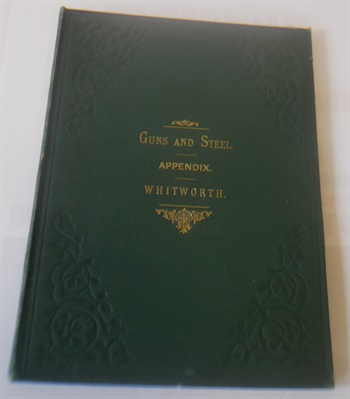 GUNS AND STEEL.
APPENDIX.
WHITWORTH.